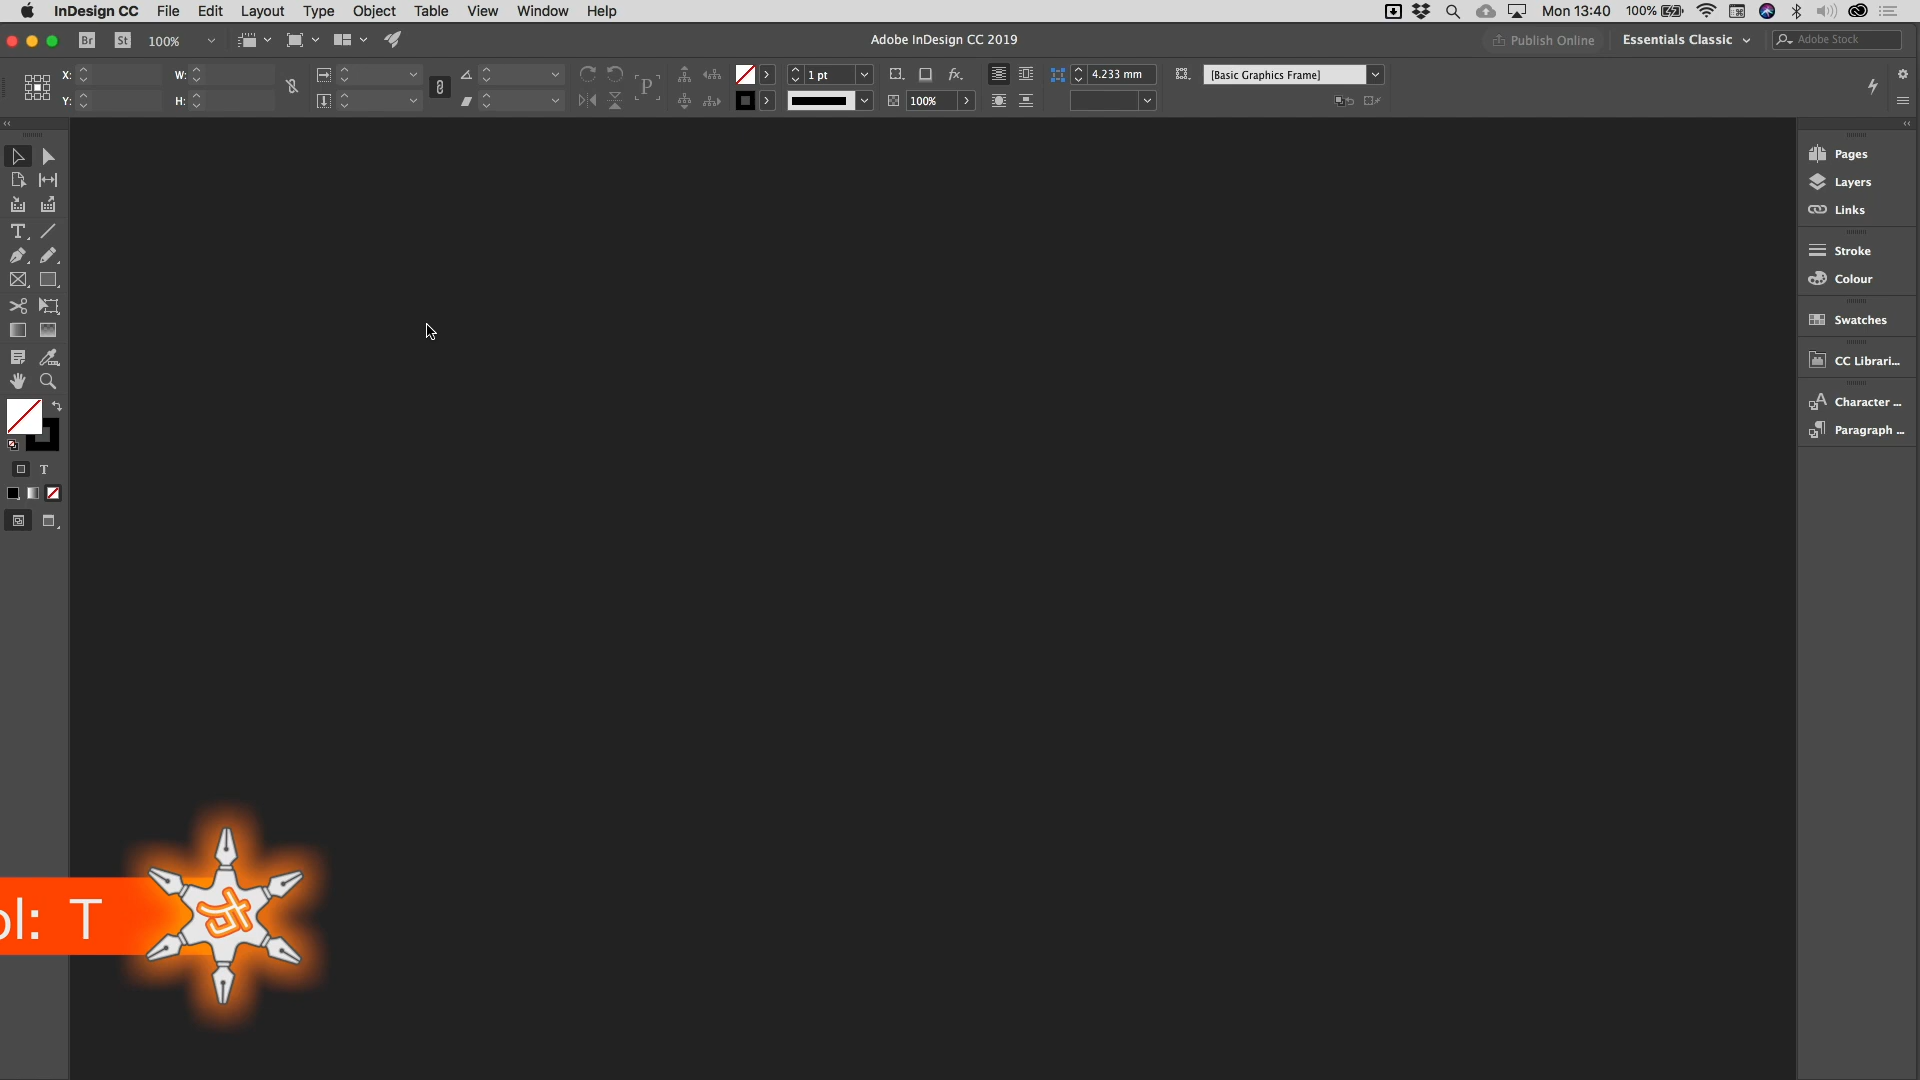 InDesign CC File Edit Layout Type Object Table View Window Help Mon 13:40 100%
Br St 100% Adobe InDesign CC 2019 Publish Online Essentials Classic Adobe Stock
X: W: 1 pt fx. 4.233 mm [Basic Graphics Frame]
Y: H: P 100%
Pages
Layers
Links
Stroke
Colour
Swatches
CC Librari...
Character ...
Paragraph ...
T
T
ol: T